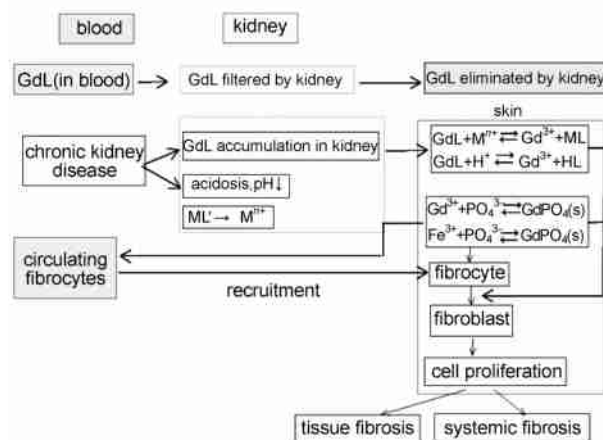 blood
kidney
GdL(in blood)
GdL filtered by kidney
GdL eliminated by kidney
skin
chronic kidney
disease
GdL accumulation in kidney
acidosis,pH↓
ML' → Mⁿ⁺
GdL+Mⁿ⁺⇄Gd³⁺+ML
GdL+H⁺⇄Gd³⁺+HL
Gd³⁺+PO₄³⁻⇄GdPO₄(s)
Fe³⁺+PO₄³⁻⇄GdPO₄(s)
circulating
fibrocytes
recruitment
fibrocyte
fibroblast
cell proliferation
tissue fibrosis
systemic fibrosis